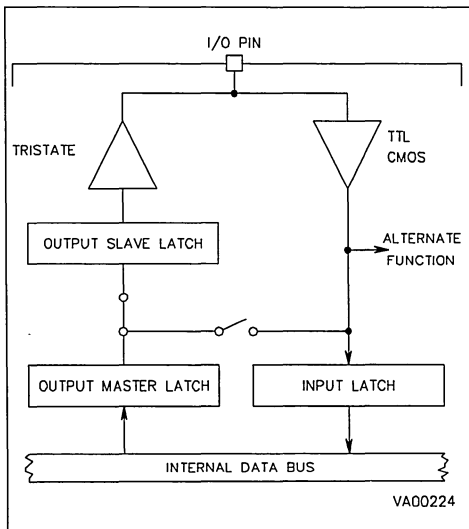 I/O PIN
TRISTATE
TTL
CMOS
OUTPUT SLAVE LATCH
ALTERNATE
FUNCTION
OUTPUT MASTER LATCH
INPUT LATCH
INTERNAL DATA BUS
VA00224